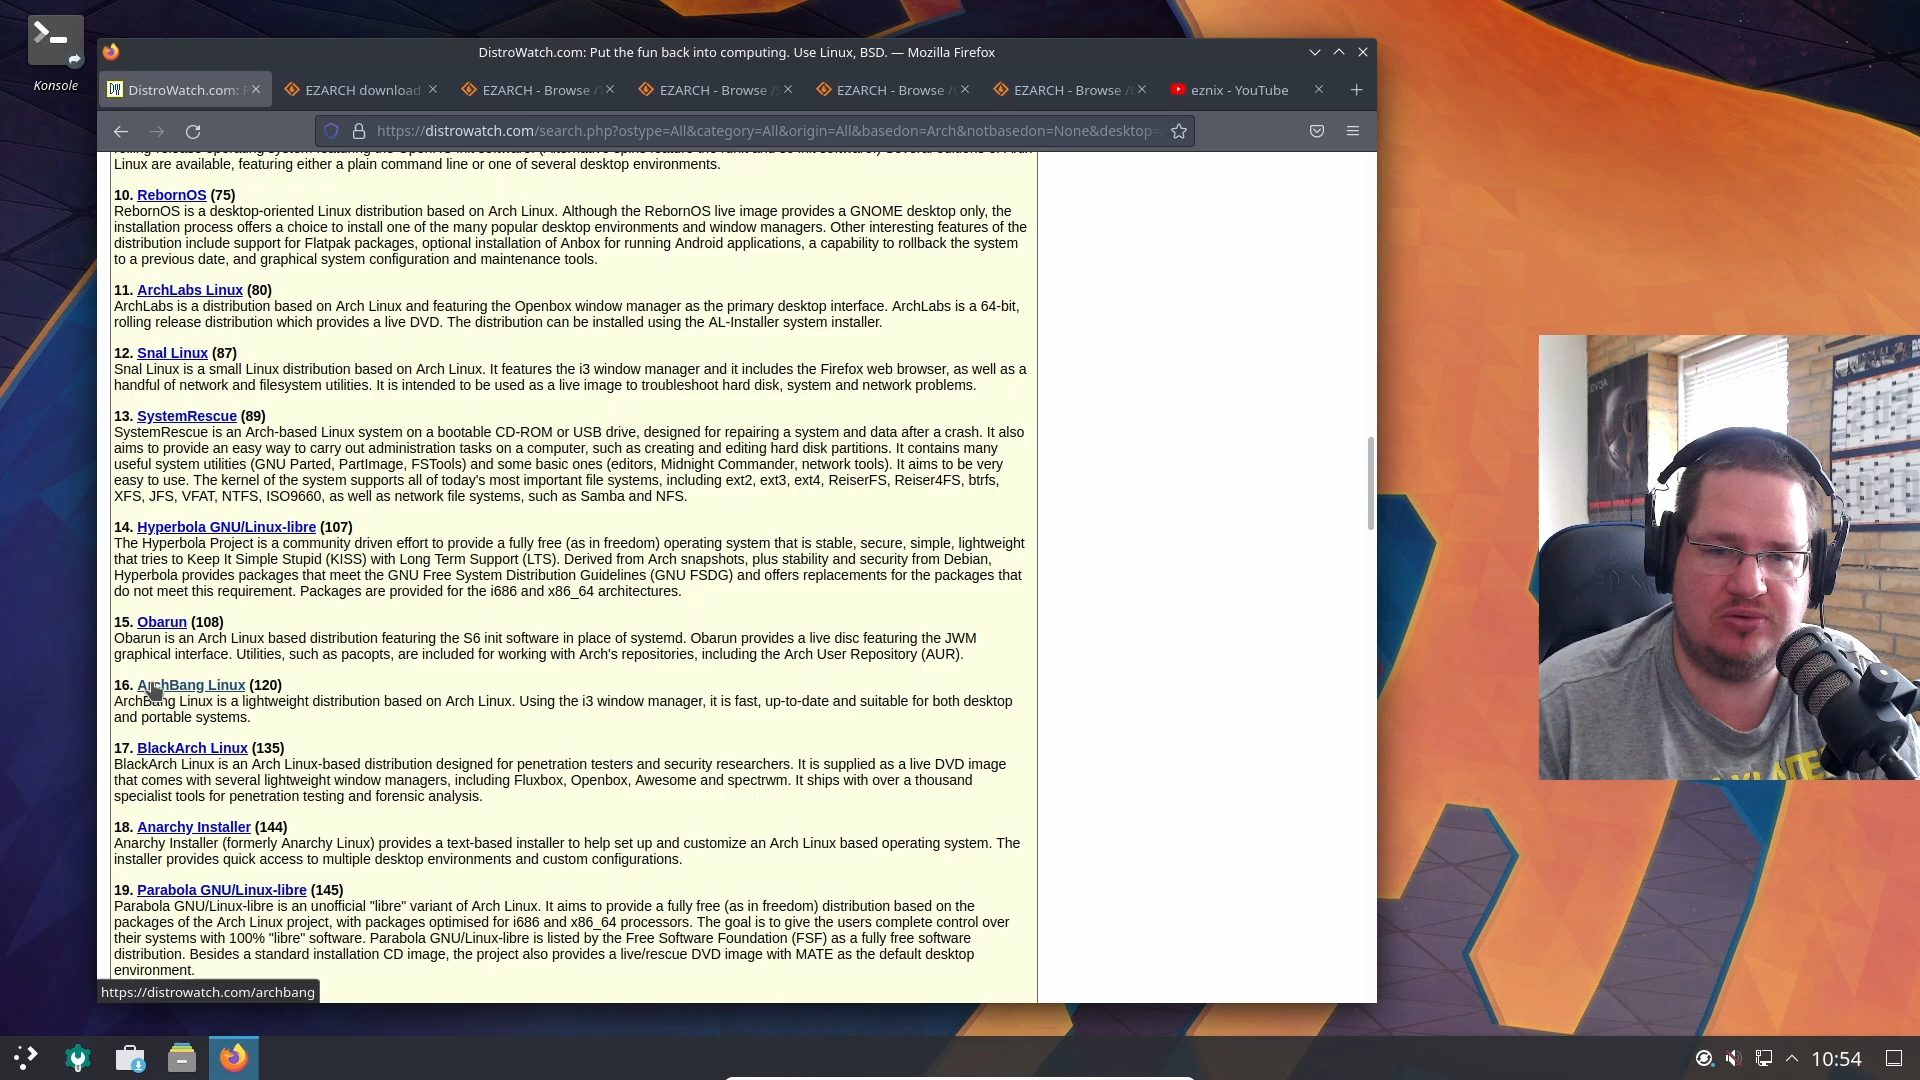 Konsole
DistroWatch.com: Put the fun back into computing. Use Linux, BSD. — Mozilla Firefox
DW DistroWatch.com:
EZARCH download
EZARCH - Browse /
EZARCH - Browse /
EZARCH - Browse /
EZARCH - Browse /
eznix - YouTube
https://distrowatch.com/search.php?ostype=All&category=All&origin=All&basedon=Arch&notbasedon=None&desktop=
Linux are available, featuring either a plain command line or one of several desktop environments.
10. RebornOS (75)
RebornOS is a desktop-oriented Linux distribution based on Arch Linux. Although the RebornOS live image provides a GNOME desktop only, the
installation process offers a choice to install one of the many popular desktop environments and window managers. Other interesting features of the
distribution include support for Flatpak packages, optional installation of Anbox for running Android applications, a capability to rollback the system
to a previous date, and graphical system configuration and maintenance tools.
11. ArchLabs Linux (80)
ArchLabs is a distribution based on Arch Linux and featuring the Openbox window manager as the primary desktop interface. ArchLabs is a 64-bit,
rolling release distribution which provides a live DVD. The distribution can be installed using the AL-Installer system installer.
12. Snal Linux (87)
Snal Linux is a small Linux distribution based on Arch Linux. It features the i3 window manager and it includes the Firefox web browser, as well as a
handful of network and filesystem utilities. It is intended to be used as a live image to troubleshoot hard disk, system and network problems.
13. SystemRescue (89)
SystemRescue is an Arch-based Linux system on a bootable CD-ROM or USB drive, designed for repairing a system and data after a crash. It also
aims to provide an easy way to carry out administration tasks on a computer, such as creating and editing hard disk partitions. It contains many
useful system utilities (GNU Parted, PartImage, FSTools) and some basic ones (editors, Midnight Commander, network tools). It aims to be very
easy to use. The kernel of the system supports all of today's most important file systems, including ext2, ext3, ext4, ReiserFS, Reiser4FS, btrfs,
XFS, JFS, VFAT, NTFS, ISO9660, as well as network file systems, such as Samba and NFS.
14. Hyperbola GNU/Linux-libre (107)
The Hyperbola Project is a community driven effort to provide a fully free (as in freedom) operating system that is stable, secure, simple, lightweight
that tries to Keep It Simple Stupid (KISS) with Long Term Support (LTS). Derived from Arch snapshots, plus stability and security from Debian,
Hyperbola provides packages that meet the GNU Free System Distribution Guidelines (GNU FSDG) and offers replacements for the packages that
do not meet this requirement. Packages are provided for the i686 and x86_64 architectures.
15. Obarun (108)
Obarun is an Arch Linux based distribution featuring the S6 init software in place of systemd. Obarun provides a live disc featuring the JWM
graphical interface. Utilities, such as pacopts, are included for working with Arch's repositories, including the Arch User Repository (AUR).
16. ArchBang Linux (120)
ArchBang Linux is a lightweight distribution based on Arch Linux. Using the i3 window manager, it is fast, up-to-date and suitable for both desktop
and portable systems.
17. BlackArch Linux (135)
BlackArch Linux is an Arch Linux-based distribution designed for penetration testers and security researchers. It is supplied as a live DVD image
that comes with several lightweight window managers, including Fluxbox, Openbox, Awesome and spectrwm. It ships with over a thousand
specialist tools for penetration testing and forensic analysis.
18. Anarchy Installer (144)
Anarchy Installer (formerly Anarchy Linux) provides a text-based installer to help set up and customize an Arch Linux based operating system. The
installer provides quick access to multiple desktop environments and custom configurations.
19. Parabola GNU/Linux-libre (145)
Parabola GNU/Linux-libre is an unofficial "libre" variant of Arch Linux. It aims to provide a fully free (as in freedom) distribution based on the
packages of the Arch Linux project, with packages optimised for i686 and x86_64 processors. The goal is to give the users complete control over
their systems with 100% "libre" software. Parabola GNU/Linux-libre is listed by the Free Software Foundation (FSF) as a fully free software
distribution. Besides a standard installation CD image, the project also provides a live/rescue DVD image with MATE as the default desktop
environment.
https://distrowatch.com/archbang
10:54